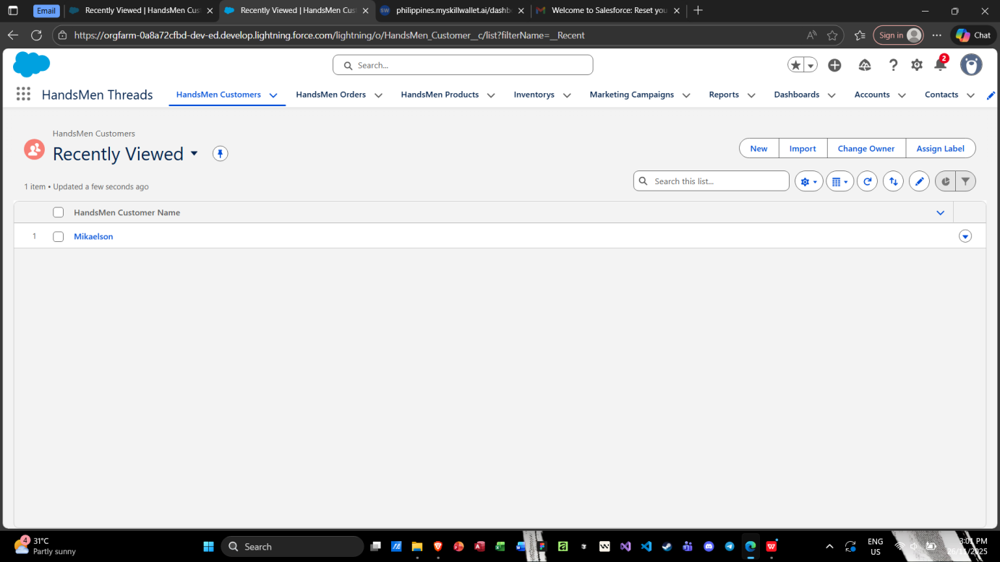 Email
Recently Viewed | HandsMen Cust
Recently Viewed | HandsMen Cust
philippines.myskillwallet.ai/dashb
Welcome to Salesforce: Reset you
https://orgfarm-0a8a72cfbd-dev-ed.develop.lightning.force.com/lightning/o/HandsMen_Customer__c/list?filterName=__Recent
Sign in
Chat
Search...
2
HandsMen Threads
HandsMen Customers
HandsMen Orders
HandsMen Products
Inventorys
Marketing Campaigns
Reports
Dashboards
Accounts
Contacts
HandsMen Customers
Recently Viewed
New
Import
Change Owner
Assign Label
1 item • Updated a few seconds ago
Search this list...
HandsMen Customer Name
1
Mikaelson
4
31°C
Partly sunny
Search
ENG
US
3:01 PM
26/11/2025